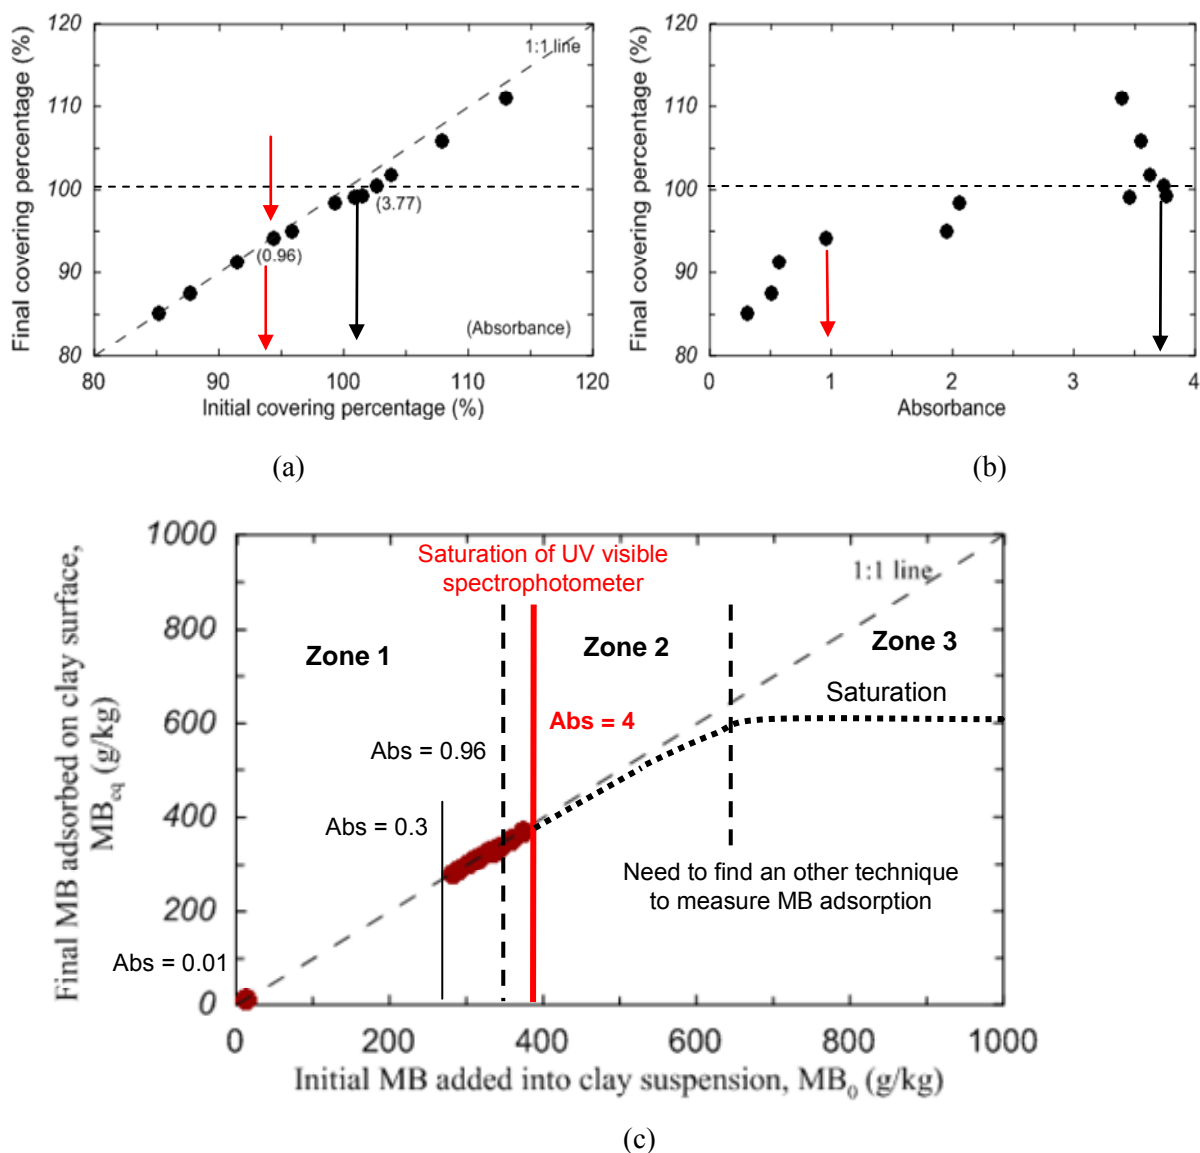 120
110
100
90
80
Final covering percentage (%)
1:1 line
(3.77)
(0.96)
(Absorbance)
80
90
100
110
120
Initial covering percentage (%)
(a)
120
110
100
90
80
Final covering percentage (%)
0
1
2
3
4
Absorbance
(b)
1000
800
600
400
200
0
Final MB adsorbed on clay surface,
MBeq (g/kg)
Saturation of UV visible
spectrophotometer
1:1 line
Zone 1
Zone 2
Zone 3
Saturation
Abs = 4
Abs = 0.96
Abs = 0.3
Need to find an other technique
to measure MB adsorption
Abs = 0.01
0
200
400
600
800
1000
Initial MB added into clay suspension, MB₀ (g/kg)
(c)